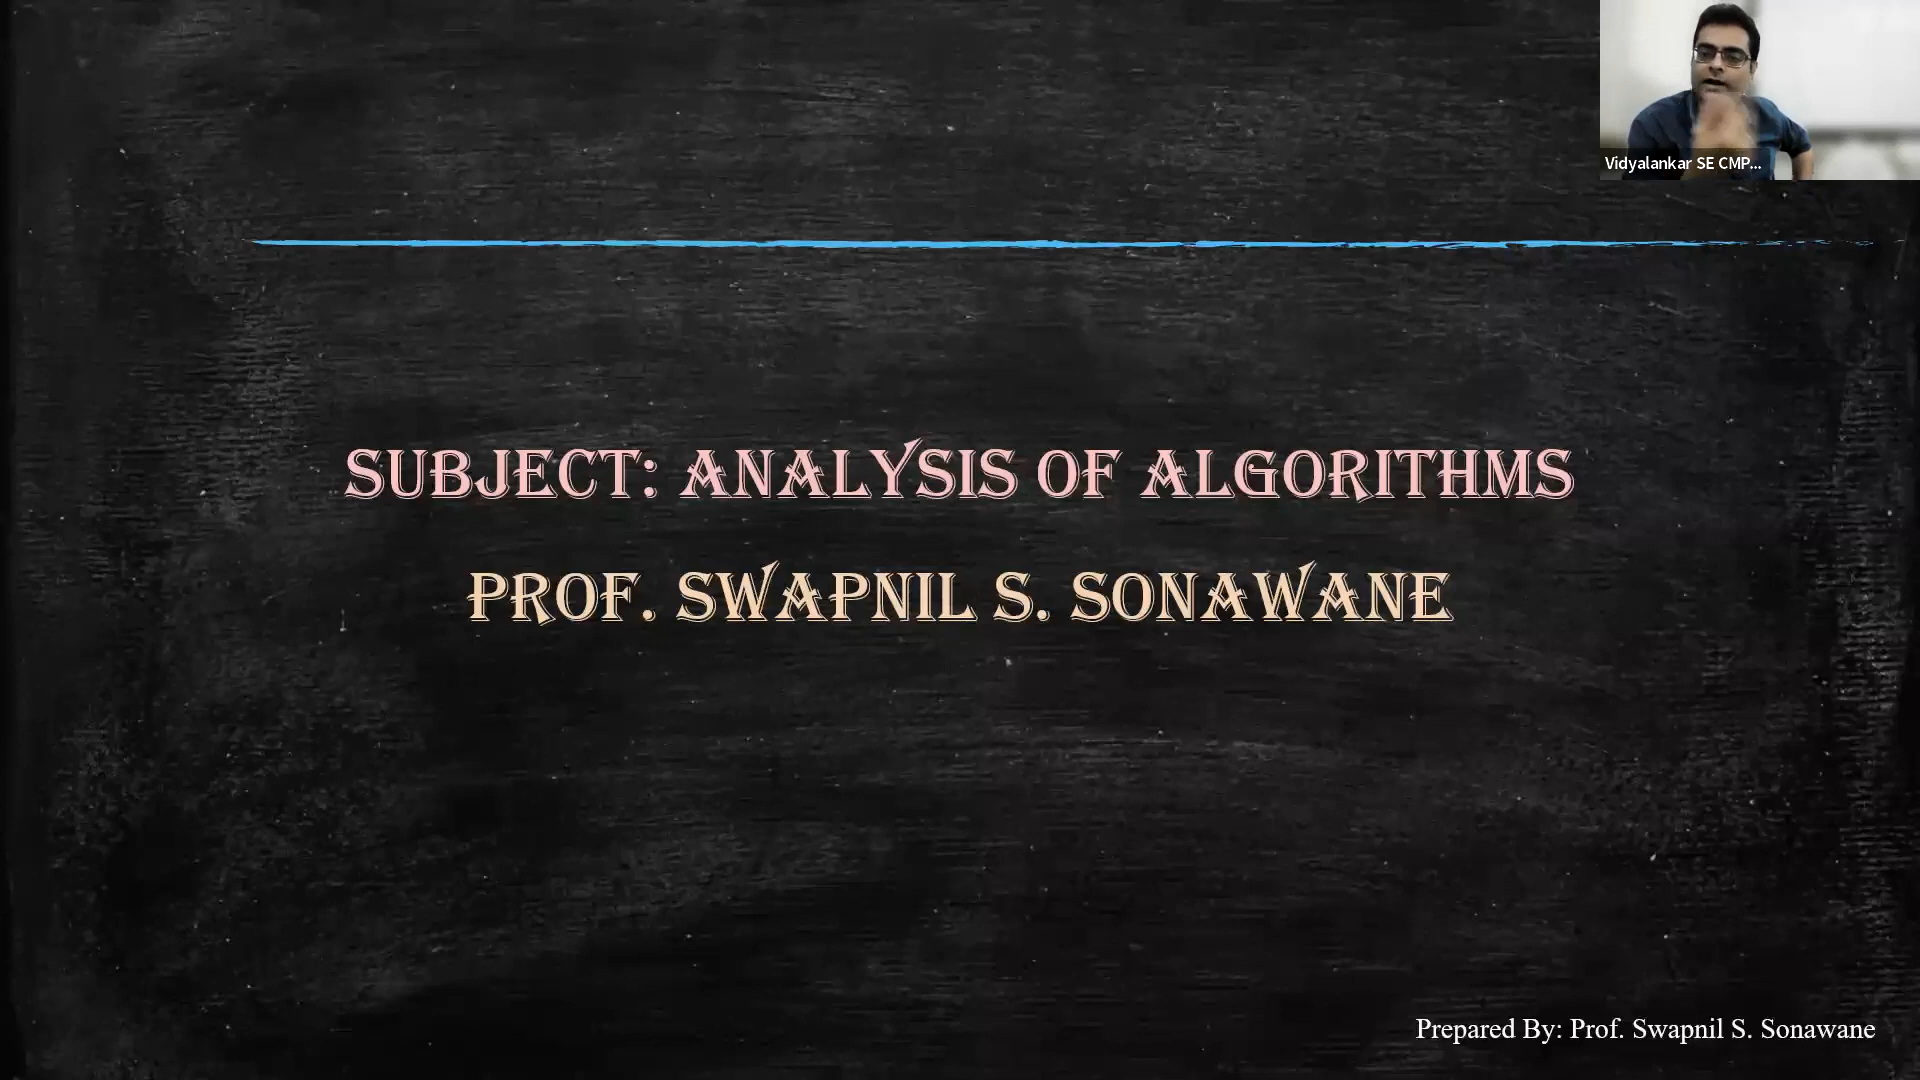 Vidyalankar SE CMP...
SUBJECT: ANALYSIS OF ALGORITHMS
PROF. SWAPNIL S. SONAWANE
Prepared By: Prof. Swapnil S. Sonawane